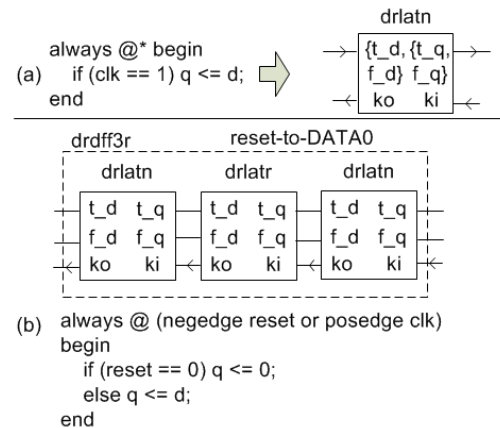 drlatn
always @* begin
(a) if (clk == 1) q <= d;
end
{t_d, {t_q,
f_d} f_q}
ko ki
drdff3r reset-to-DATA0
drlatn drlatr drlatn
t_d t_q t_d t_q t_d t_q
f_d f_q f_d f_q f_d f_q
ko ki ko ki ko ki
(b) always @ (negedge reset or posedge clk)
begin
if (reset == 0) q <= 0;
else q <= d;
end